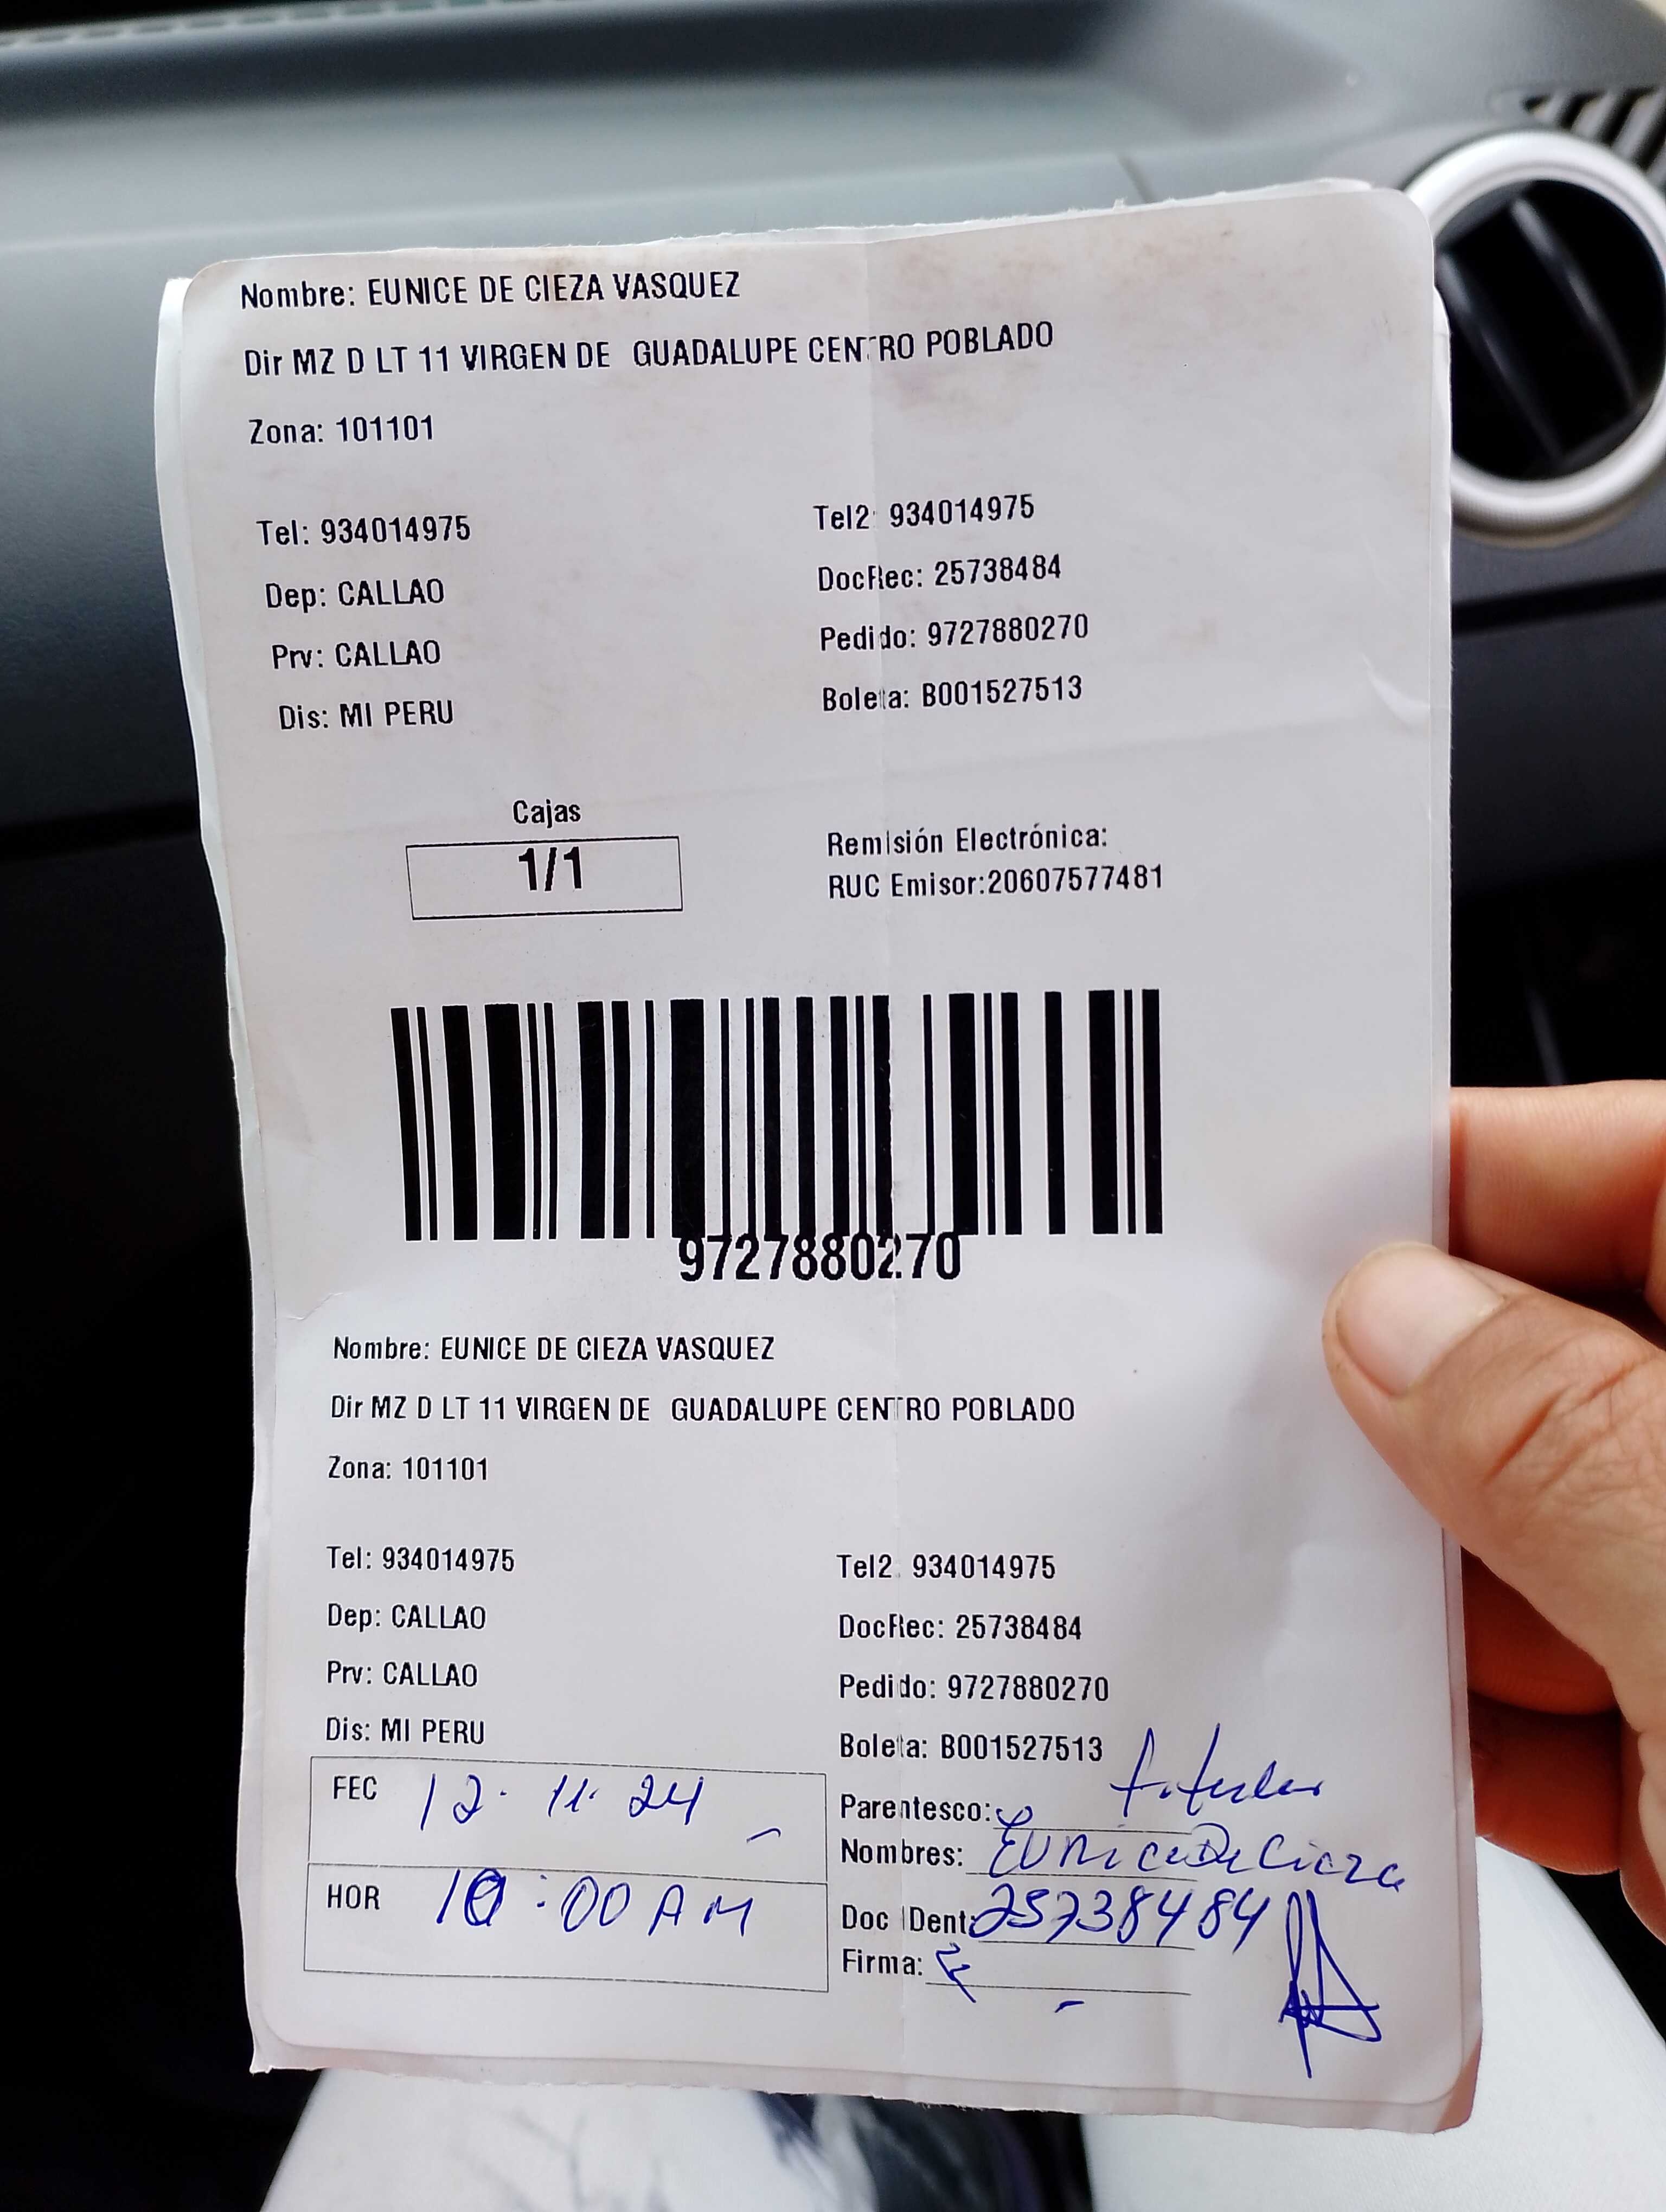 Nombre: EUNICE DE CIEZA VASQUEZ
Dir MZ D LT 11 VIRGEN DE GUADALUPE CENTRO POBLADO
Zona: 101101
Tel: 934014975
Tel2: 934014975
Dep: CALLAO
DocRec: 25738484
Prv: CALLAO
Pedido: 9727880270
Dis: MI PERU
Boleta: B001527513
Cajas
1/1
Remisión Electrónica:
RUC Emisor:20607577481
9727880270
Nombre: EUNICE DE CIEZA VASQUEZ
Dir MZ D LT 11 VIRGEN DE GUADALUPE CENTRO POBLADO
Zona: 101101
Tel: 934014975
Tel2: 934014975
Dep: CALLAO
DocRec: 25738484
Prv: CALLAO
Pedido: 9727880270
Dis: MI PERU
Boleta: B001527513
FEC 12. 11. 24
Parentesco: titular
Nombres: EUNice De Cieza
HOR 10:00 AM
Doc IDent: 25738484
Firma: